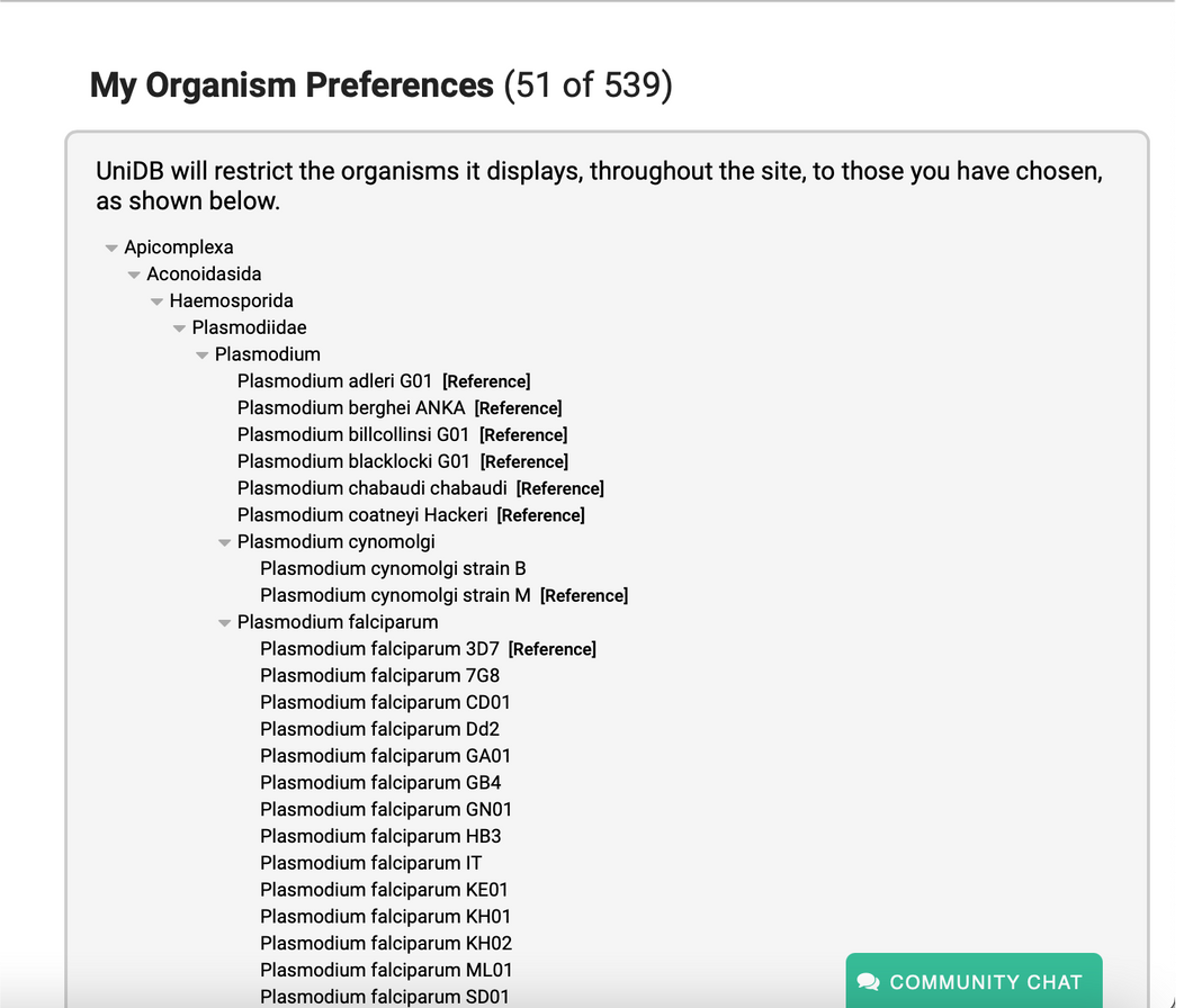 My Organism Preferences (51 of 539)
UniDB will restrict the organisms it displays, throughout the site, to those you have chosen,
as shown below.
Apicomplexa
Aconoidasida
Haemosporida
Plasmodiidae
Plasmodium
Plasmodium adleri G01 [Reference]
Plasmodium berghei ANKA [Reference]
Plasmodium billcollinsi G01 [Reference]
Plasmodium blacklocki G01 [Reference]
Plasmodium chabaudi chabaudi [Reference]
Plasmodium coatneyi Hackeri [Reference]
Plasmodium cynomolgi
Plasmodium cynomolgi strain B
Plasmodium cynomolgi strain M [Reference]
Plasmodium falciparum
Plasmodium falciparum 3D7 [Reference]
Plasmodium falciparum 7G8
Plasmodium falciparum CD01
Plasmodium falciparum Dd2
Plasmodium falciparum GA01
Plasmodium falciparum GB4
Plasmodium falciparum GN01
Plasmodium falciparum HB3
Plasmodium falciparum IT
Plasmodium falciparum KE01
Plasmodium falciparum KH01
Plasmodium falciparum KH02
Plasmodium falciparum ML01
Plasmodium falciparum SD01
COMMUNITY CHAT